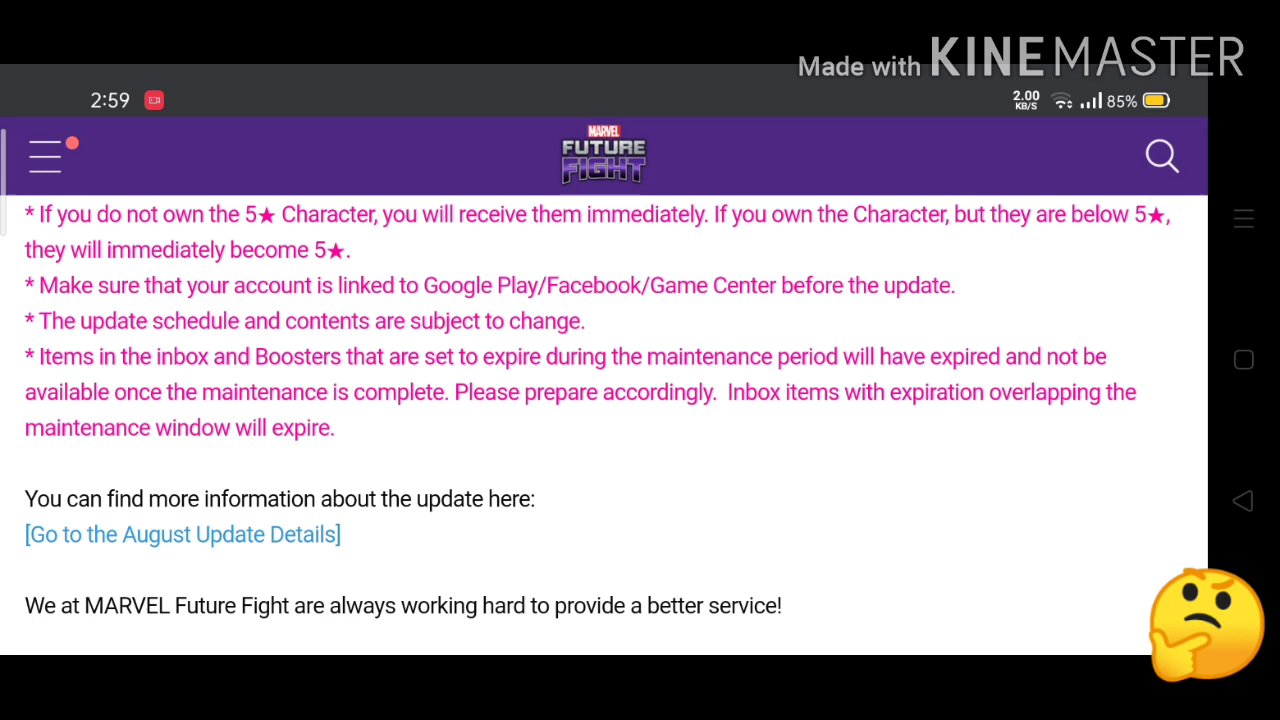 Made with KINEMASTER
2:59
2.00
KB/S
85%
MARVEL
FUTURE
FIGHT
* If you do not own the 5★ Character, you will receive them immediately. If you own the Character, but they are below 5★,
they will immediately become 5★.
* Make sure that your account is linked to Google Play/Facebook/Game Center before the update.
* The update schedule and contents are subject to change.
* Items in the inbox and Boosters that are set to expire during the maintenance period will have expired and not be
available once the maintenance is complete. Please prepare accordingly.  Inbox items with expiration overlapping the
maintenance window will expire.
You can find more information about the update here:
[Go to the August Update Details]
We at MARVEL Future Fight are always working hard to provide a better service!